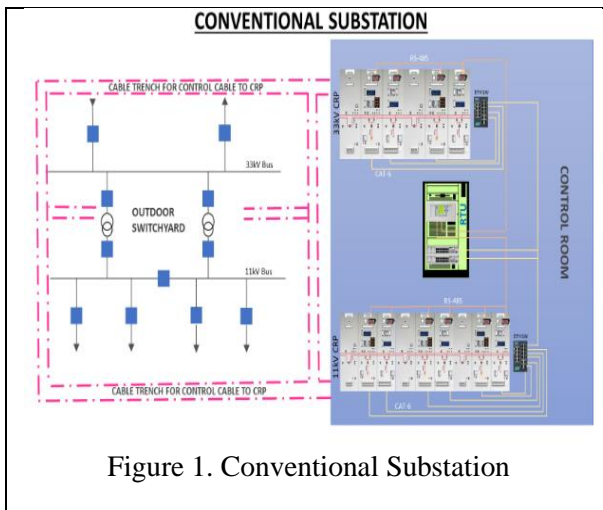 CONVENTIONAL SUBSTATION
CABLE TRENCH FOR CONTROL CABLE TO CRP
33kV Bus
OUTDOOR
SWITCHYARD
11kV Bus
CABLE TRENCH FOR CONTROL CABLE TO CRP
RS-485
33kV CRP
ETHSW
CAT-6
RTU
CONTROL ROOM
RS-485
11kV CRP
ETHSW
CAT-6
Figure 1. Conventional Substation